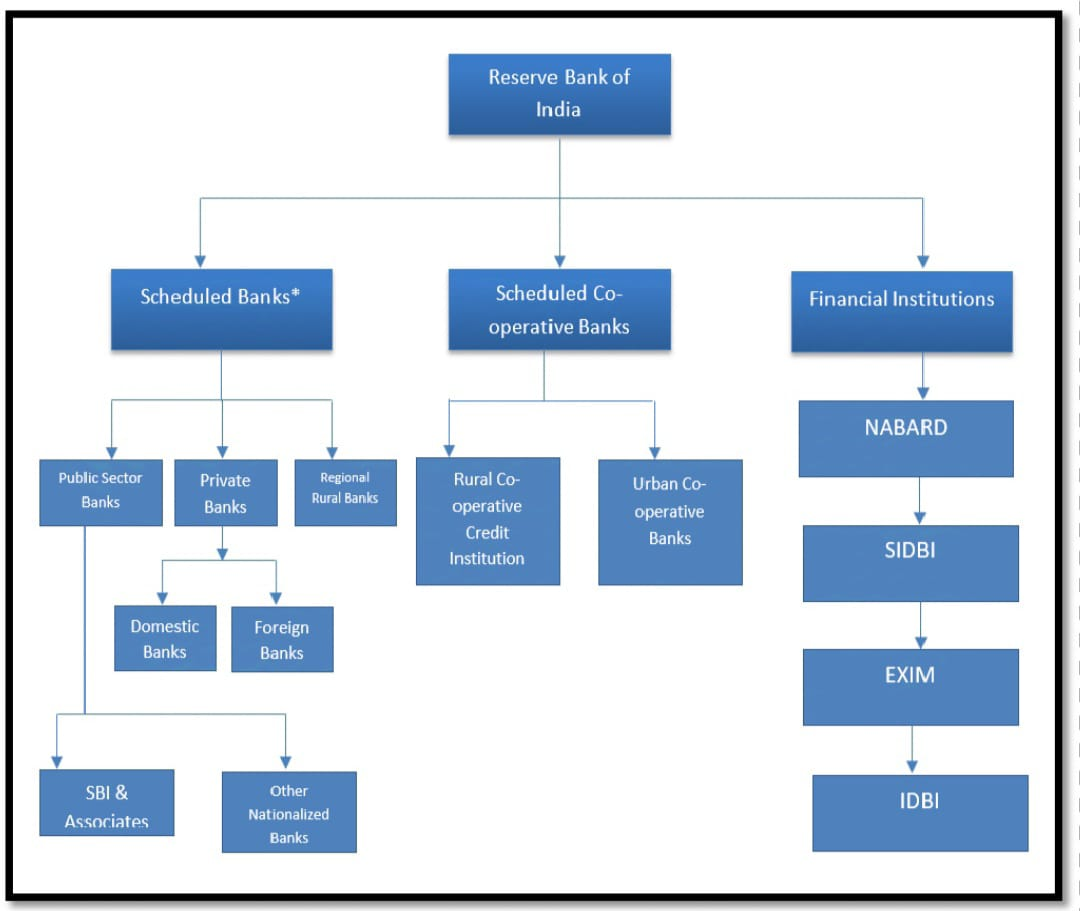 Reserve Bank of
India
Scheduled Banks*
Scheduled Co-
operative Banks
Financial Institutions
NABARD
Public Sector
Banks
Private
Banks
Regional
Rural Banks
Rural Co-
operative
Credit
Institution
Urban Co-
operative
Banks
SIDBI
Domestic
Banks
Foreign
Banks
EXIM
SBI &
Associates
Other
Nationalized
Banks
IDBI